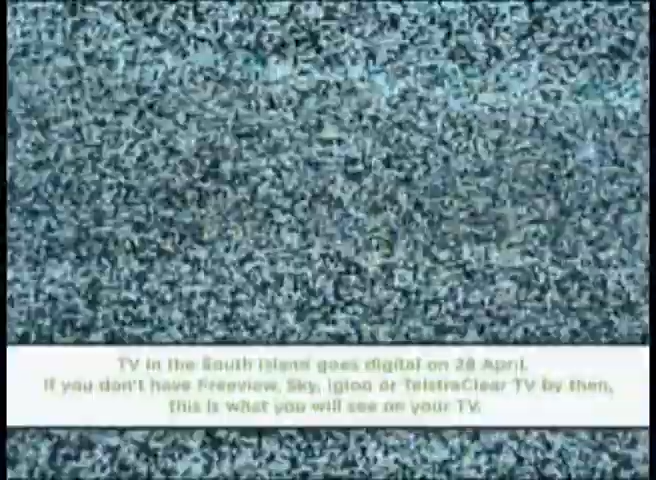 TV in the South Island goes digital on 28 April.
If you don't have Freeview, Sky, Igloo or TelstraClear TV by then,
this is what you will see on your TV.